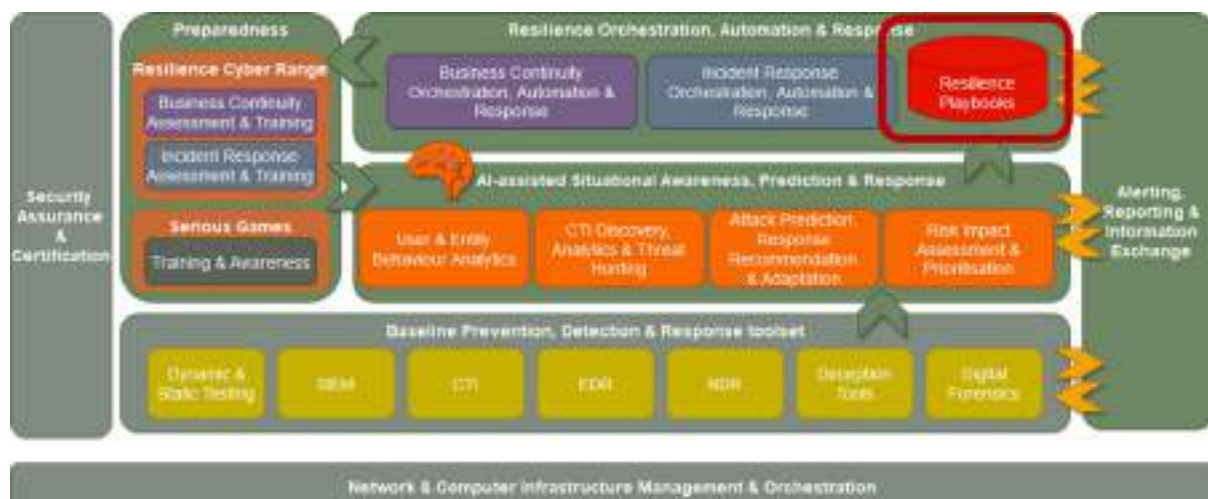 Preparedness
Resilience Cyber Range
Business Continuity
Assessment & Training
Incident Response
Assessment & Training
Serious Games
Training & Awareness
Resilience Orchestration, Automation & Response
Business Continuity
Orchestration, Automation &
Response
Incident Response
Orchestration, Automation &
Response
Resilience
Playbooks
AI-assisted Situational Awareness, Prediction & Response
User & Entity
Behaviour Analytics
CTI Discovery,
Analytics & Threat
Hunting
Attack Prediction,
Response
Recommendation
& Adaptation
Risk Impact
Assessment &
Prioritisation
Security
Assurance
&
Certification
Alerting,
Reporting &
Information
Exchange
Baseline Prevention, Detection & Response toolset
Dynamic &
Static Testing
SIEM
CTI
EDR
NDR
Deception
Tools
Digital
Forensics
Network & Computer Infrastructure Management & Orchestration